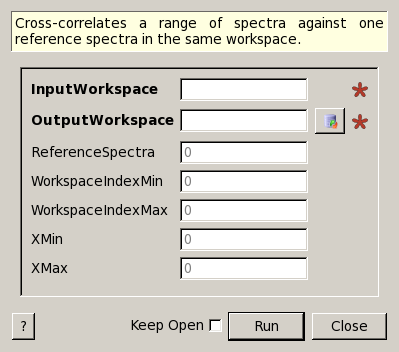 Cross-correlates a range of spectra against one
reference spectra in the same workspace.
InputWorkspace
OutputWorkspace
ReferenceSpectra 0
WorkspaceIndexMin 0
WorkspaceIndexMax 0
XMin 0
XMax 0
? Keep Open Run Close